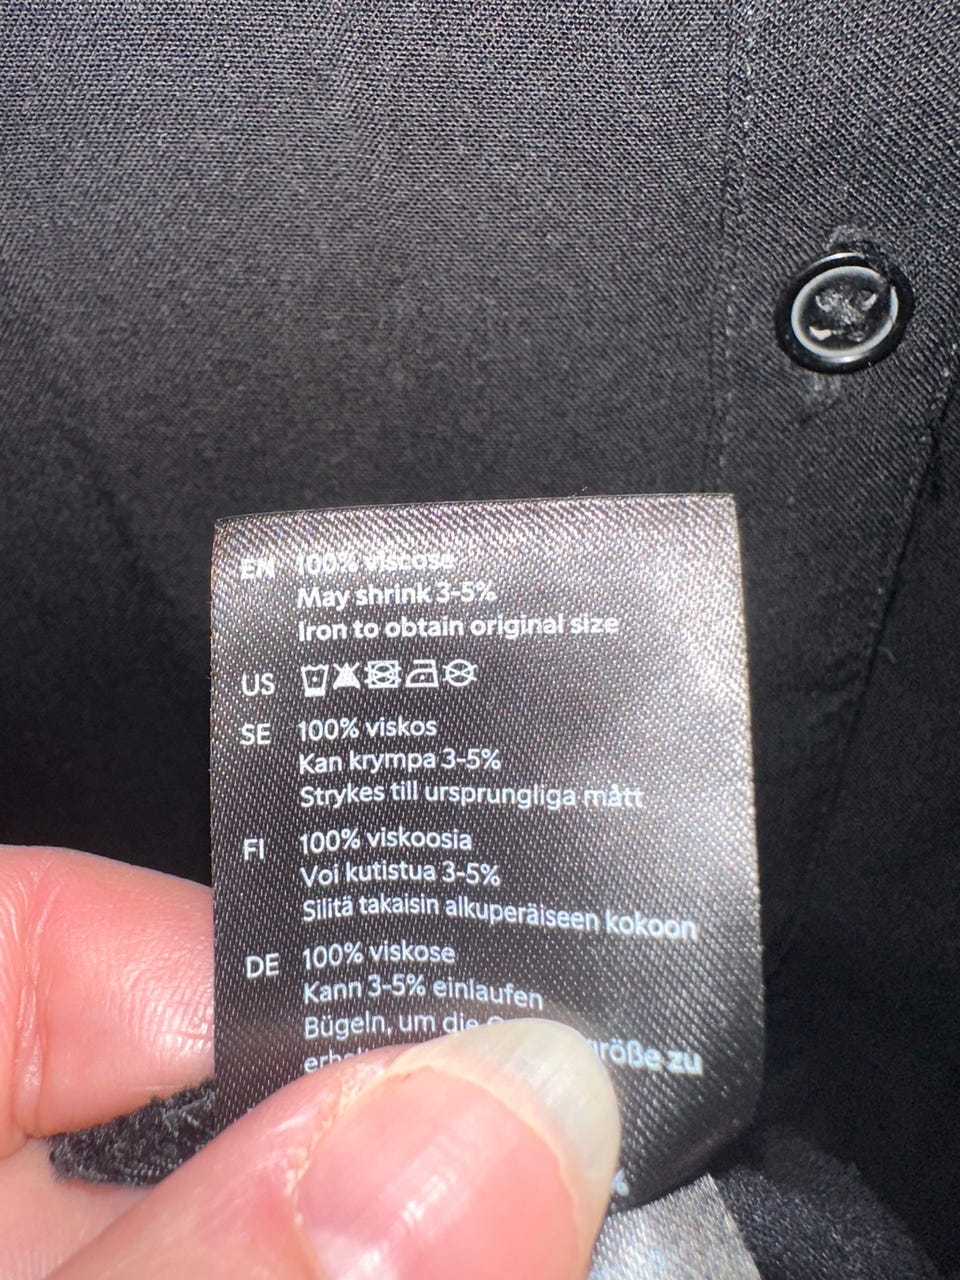 EN 100% viscose
May shrink 3-5%
Iron to obtain original size
US
SE 100% viskos
Kan krympa 3-5%
Strykes till ursprungliga mått
FI 100% viskoosia
Voi kutistua 3-5%
Silitä takaisin alkuperäiseen kokoon
DE 100% viskose
Kann 3-5% einlaufen
Bügeln, um die
größe zu
%